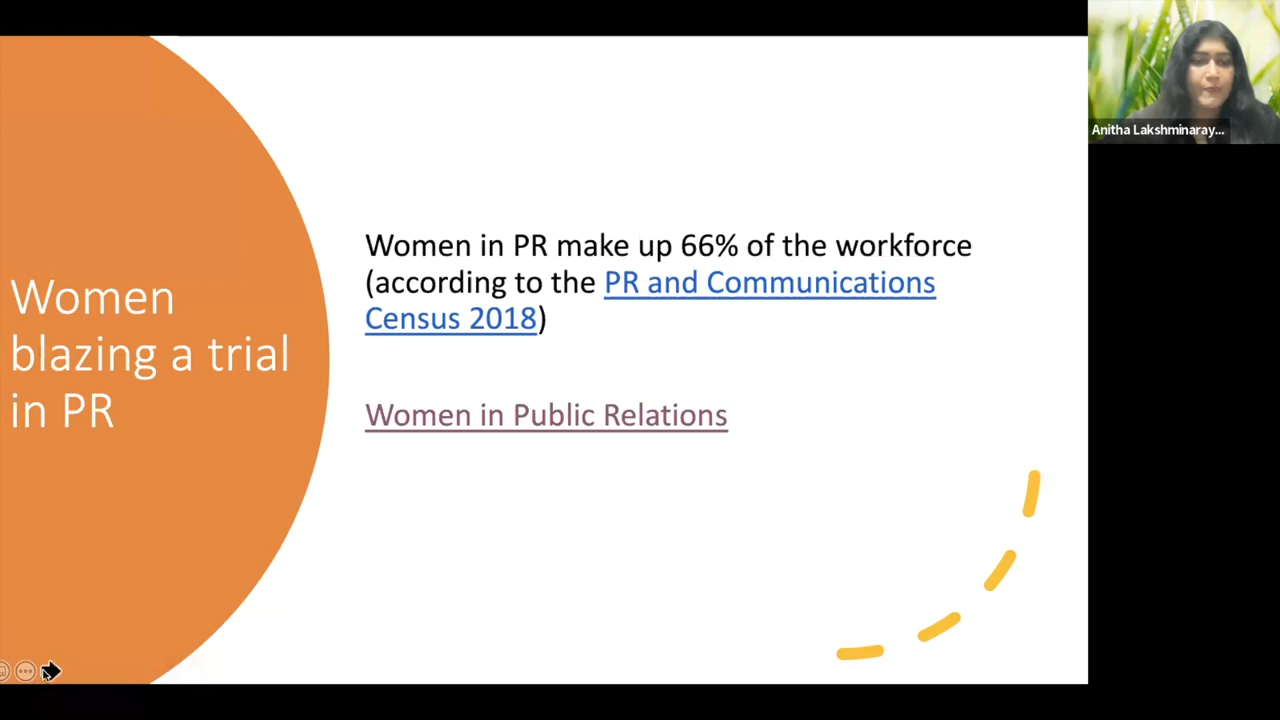 Women
blazing a trial
in PR
Women in PR make up 66% of the workforce
(according to the PR and Communications
Census 2018)
Women in Public Relations
Anitha Lakshminaray...